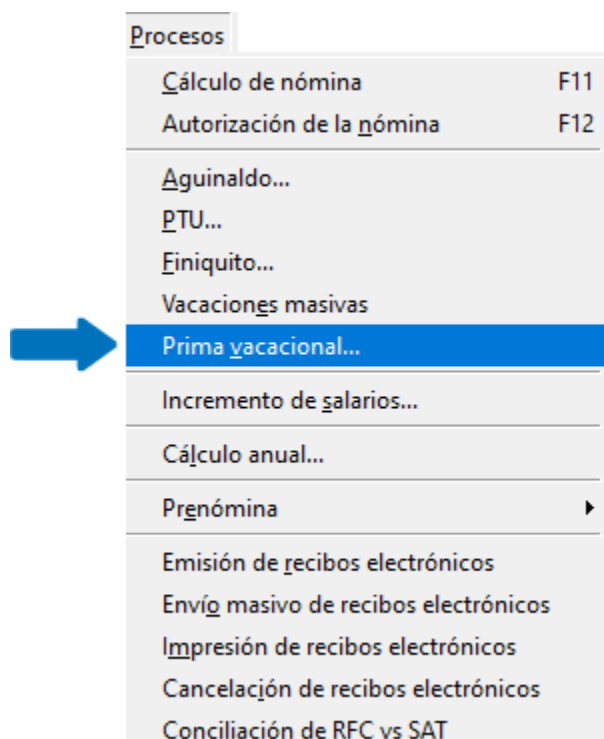 Procesos
Cálculo de nómina F11
Autorización de la nómina F12
Aguinaldo...
PTU...
Finiquito...
Vacaciones masivas
Prima vacacional...
Incremento de salarios...
Cálculo anual...
Prenómina
Emisión de recibos electrónicos
Envío masivo de recibos electrónicos
Impresión de recibos electrónicos
Cancelación de recibos electrónicos
Conciliación de RFC vs SAT